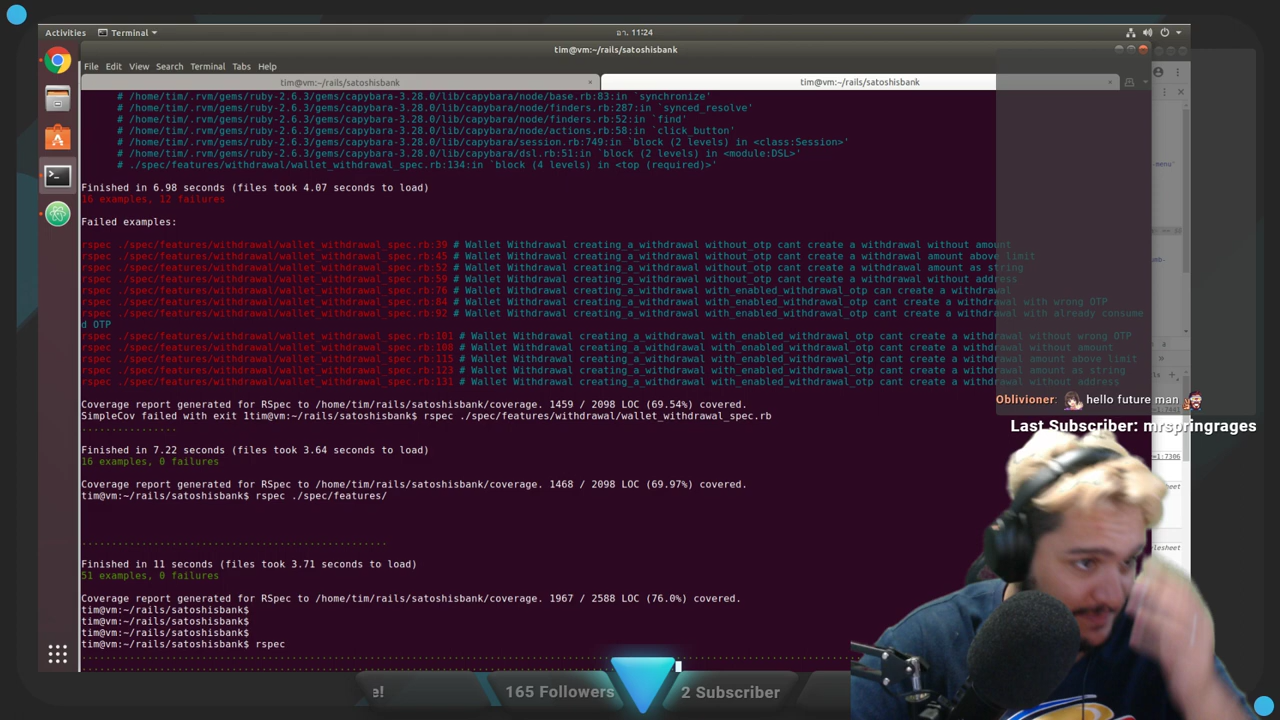 Activities
Terminal
อา. 11:24
tim@vm:~/rails/satoshisbank
File Edit View Search Terminal Tabs Help
tim@vm:~/rails/satoshisbank
tim@vm:~/rails/satoshisbank
# /home/tim/.rvm/gems/ruby-2.6.3/gems/capybara-3.28.0/lib/capybara/node/base.rb:83:in `synchronize'
# /home/tim/.rvm/gems/ruby-2.6.3/gems/capybara-3.28.0/lib/capybara/node/finders.rb:287:in `synced_resolve'
# /home/tim/.rvm/gems/ruby-2.6.3/gems/capybara-3.28.0/lib/capybara/node/finders.rb:52:in `find'
# /home/tim/.rvm/gems/ruby-2.6.3/gems/capybara-3.28.0/lib/capybara/node/actions.rb:58:in `click_button'
# /home/tim/.rvm/gems/ruby-2.6.3/gems/capybara-3.28.0/lib/capybara/session.rb:749:in `block (2 levels) in <class:Session>'
# /home/tim/.rvm/gems/ruby-2.6.3/gems/capybara-3.28.0/lib/capybara/dsl.rb:51:in `block (2 levels) in <module:DSL>'
# ./spec/features/withdrawal/wallet_withdrawal_spec.rb:134:in `block (4 levels) in <top (required)>'
Finished in 6.98 seconds (files took 4.07 seconds to load)
16 examples, 12 failures
Failed examples:
rspec ./spec/features/withdrawal/wallet_withdrawal_spec.rb:39 # Wallet Withdrawal creating_a_withdrawal without_otp cant create a withdrawal without amount
rspec ./spec/features/withdrawal/wallet_withdrawal_spec.rb:45 # Wallet Withdrawal creating_a_withdrawal without_otp cant create a withdrawal amount above limit
rspec ./spec/features/withdrawal/wallet_withdrawal_spec.rb:52 # Wallet Withdrawal creating_a_withdrawal without_otp cant create a withdrawal amount as string
rspec ./spec/features/withdrawal/wallet_withdrawal_spec.rb:59 # Wallet Withdrawal creating_a_withdrawal without_otp cant create a withdrawal without address
rspec ./spec/features/withdrawal/wallet_withdrawal_spec.rb:76 # Wallet Withdrawal creating_a_withdrawal with_enabled_withdrawal_otp can create a withdrawal
rspec ./spec/features/withdrawal/wallet_withdrawal_spec.rb:84 # Wallet Withdrawal creating_a_withdrawal with_enabled_withdrawal_otp cant create a withdrawal with wrong OTP
rspec ./spec/features/withdrawal/wallet_withdrawal_spec.rb:92 # Wallet Withdrawal creating_a_withdrawal with_enabled_withdrawal_otp cant create a withdrawal with already consume
d OTP
rspec ./spec/features/withdrawal/wallet_withdrawal_spec.rb:101 # Wallet Withdrawal creating_a_withdrawal with_enabled_withdrawal_otp cant create a withdrawal without wrong OTP
rspec ./spec/features/withdrawal/wallet_withdrawal_spec.rb:108 # Wallet Withdrawal creating_a_withdrawal with_enabled_withdrawal_otp cant create a withdrawal without amount
rspec ./spec/features/withdrawal/wallet_withdrawal_spec.rb:115 # Wallet Withdrawal creating_a_withdrawal with_enabled_withdrawal_otp cant create a withdrawal amount above limit
rspec ./spec/features/withdrawal/wallet_withdrawal_spec.rb:123 # Wallet Withdrawal creating_a_withdrawal with_enabled_withdrawal_otp cant create a withdrawal amount as string
rspec ./spec/features/withdrawal/wallet_withdrawal_spec.rb:131 # Wallet Withdrawal creating_a_withdrawal with_enabled_withdrawal_otp cant create a withdrawal without address
Coverage report generated for RSpec to /home/tim/rails/satoshisbank/coverage. 1459 / 2098 LOC (69.54%) covered.
SimpleCov failed with exit 1tim@vm:~/rails/satoshisbank$ rspec ./spec/features/withdrawal/wallet_withdrawal_spec.rb
................
Finished in 7.22 seconds (files took 3.64 seconds to load)
16 examples, 0 failures
Coverage report generated for RSpec to /home/tim/rails/satoshisbank/coverage. 1468 / 2098 LOC (69.97%) covered.
tim@vm:~/rails/satoshisbank$ rspec ./spec/features/
...................................................
Finished in 11 seconds (files took 3.71 seconds to load)
51 examples, 0 failures
Coverage report generated for RSpec to /home/tim/rails/satoshisbank/coverage. 1967 / 2588 LOC (76.0%) covered.
tim@vm:~/rails/satoshisbank$
tim@vm:~/rails/satoshisbank$
tim@vm:~/rails/satoshisbank$
tim@vm:~/rails/satoshisbank$ rspec
Oblivioner: hello future man
Last Subscriber: mrspringrages
e!
165 Followers
2 Subscriber